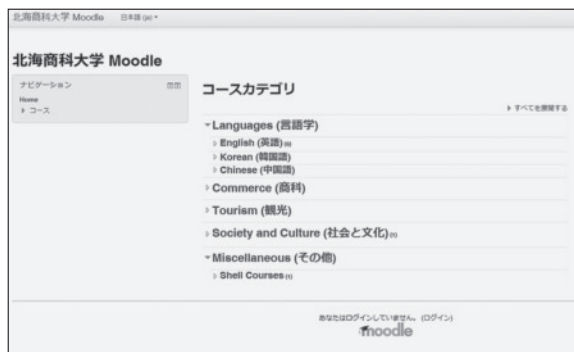 北海商科大学 Moodle 日本語 (ja)
北海商科大学 Moodle
ナビゲーション
Home
コース
コースカテゴリ
すべてを展開する
Languages (言語学)
English (英語)
Korean (韓国語)
Chinese (中国語)
Commerce (商科)
Tourism (観光)
Society and Culture (社会と文化) (1)
Miscellaneous (その他)
Shell Courses (1)
あなたはログインしていません。 (ログイン)
moodle